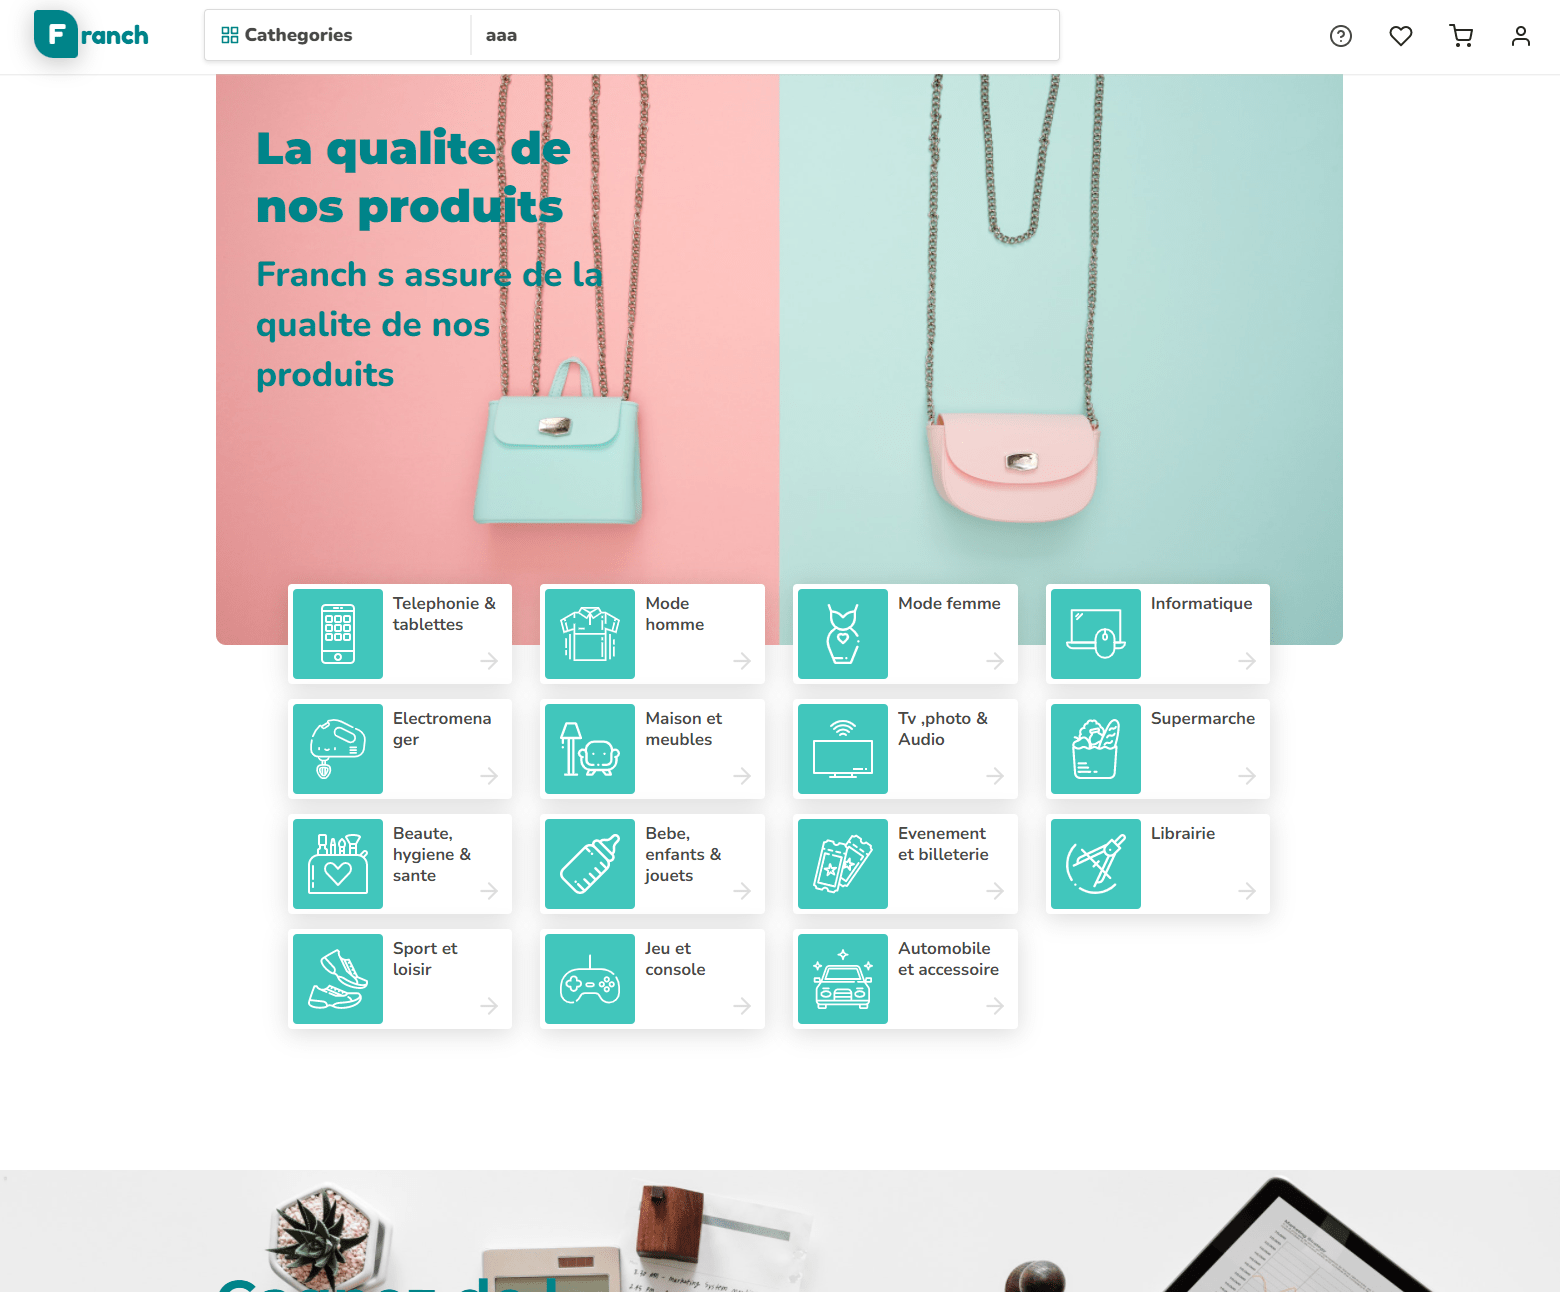 Franch
Cathegories
aaa
La qualite de
nos produits
Franch s assure de la
qualite de nos
produits
Telephonie &
tablettes
Mode
homme
Mode femme
Informatique
Electromena
ger
Maison et
meubles
Tv ,photo &
Audio
Supermarche
Beaute,
hygiene &
sante
Bebe,
enfants &
jouets
Evenement
et billeterie
Librairie
Sport et
loisir
Jeu et
console
Automobile
et accessoire